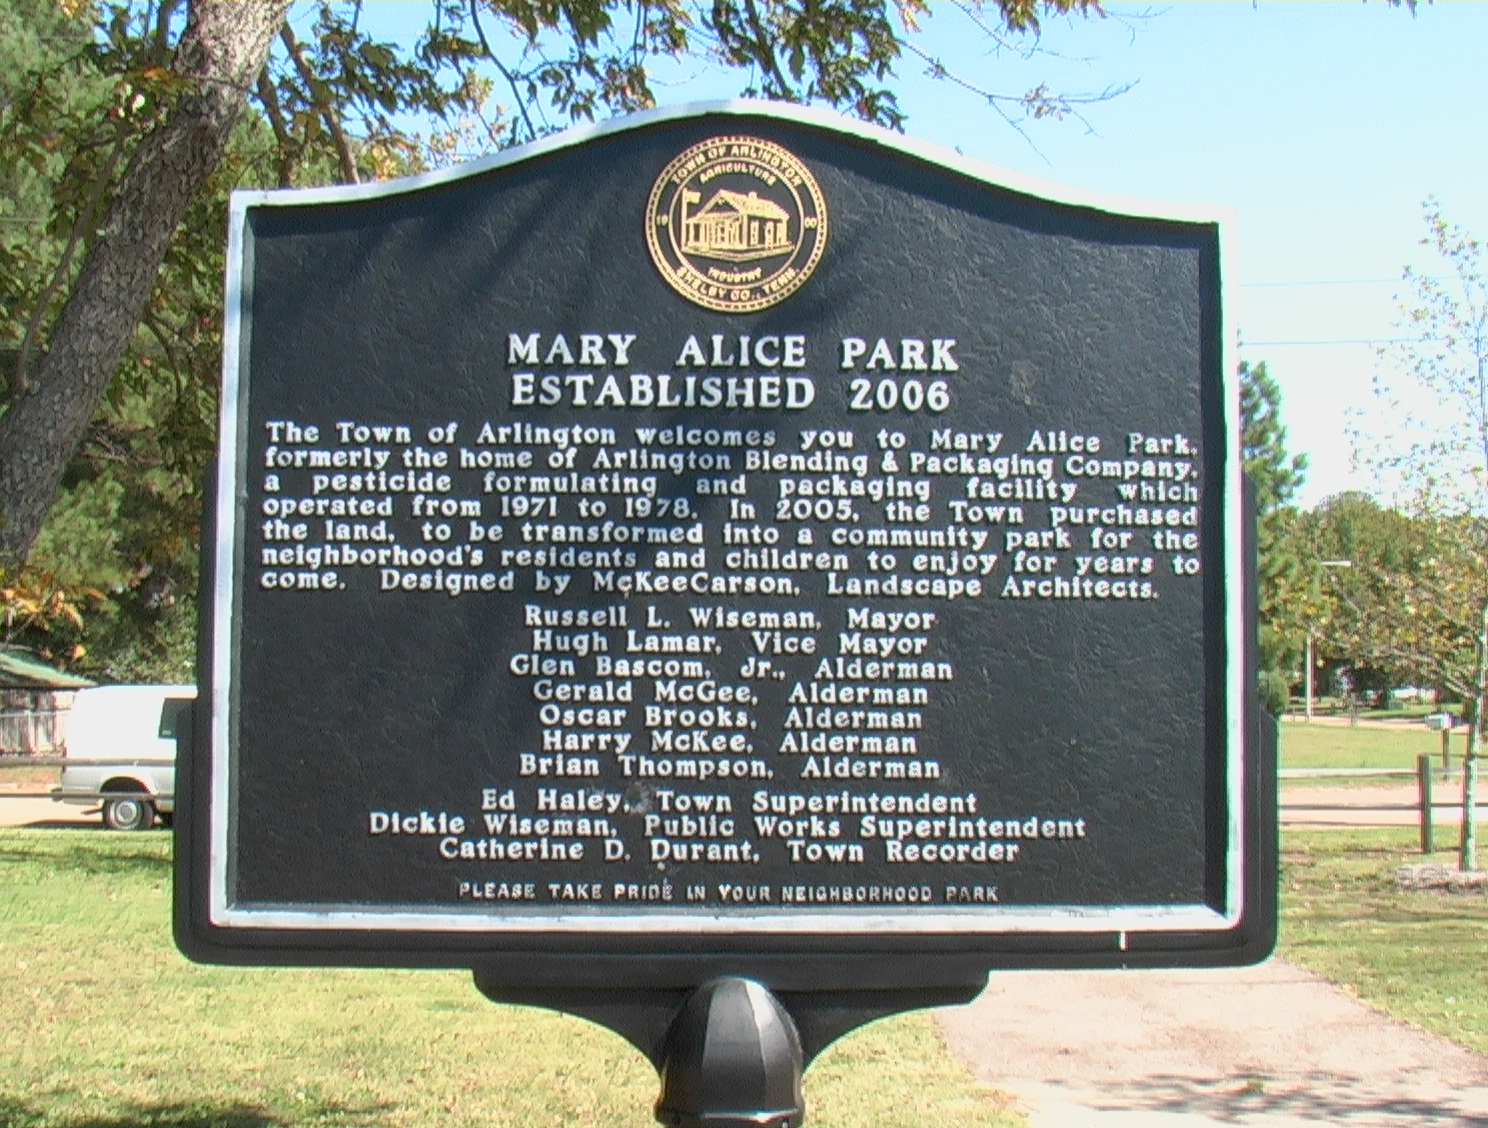 TOWN OF ARLINGTON
AGRICULTURE
19 00
INDUSTRY
SHELBY CO., TENN.
MARY ALICE PARK
ESTABLISHED 2006
The Town of Arlington welcomes you to Mary Alice Park,
formerly the home of Arlington Blending & Packaging Company,
a pesticide formulating and packaging facility which
operated from 1971 to 1978. In 2005, the Town purchased
the land, to be transformed into a community park for the
neighborhood's residents and children to enjoy for years to
come. Designed by McKeeCarson, Landscape Architects.
Russell L. Wiseman, Mayor
Hugh Lamar, Vice Mayor
Glen Bascom, Jr., Alderman
Gerald McGee, Alderman
Oscar Brooks, Alderman
Harry McKee, Alderman
Brian Thompson, Alderman
Ed Haley, Town Superintendent
Dickie Wiseman, Public Works Superintendent
Catherine D. Durant, Town Recorder
PLEASE TAKE PRIDE IN YOUR NEIGHBORHOOD PARK